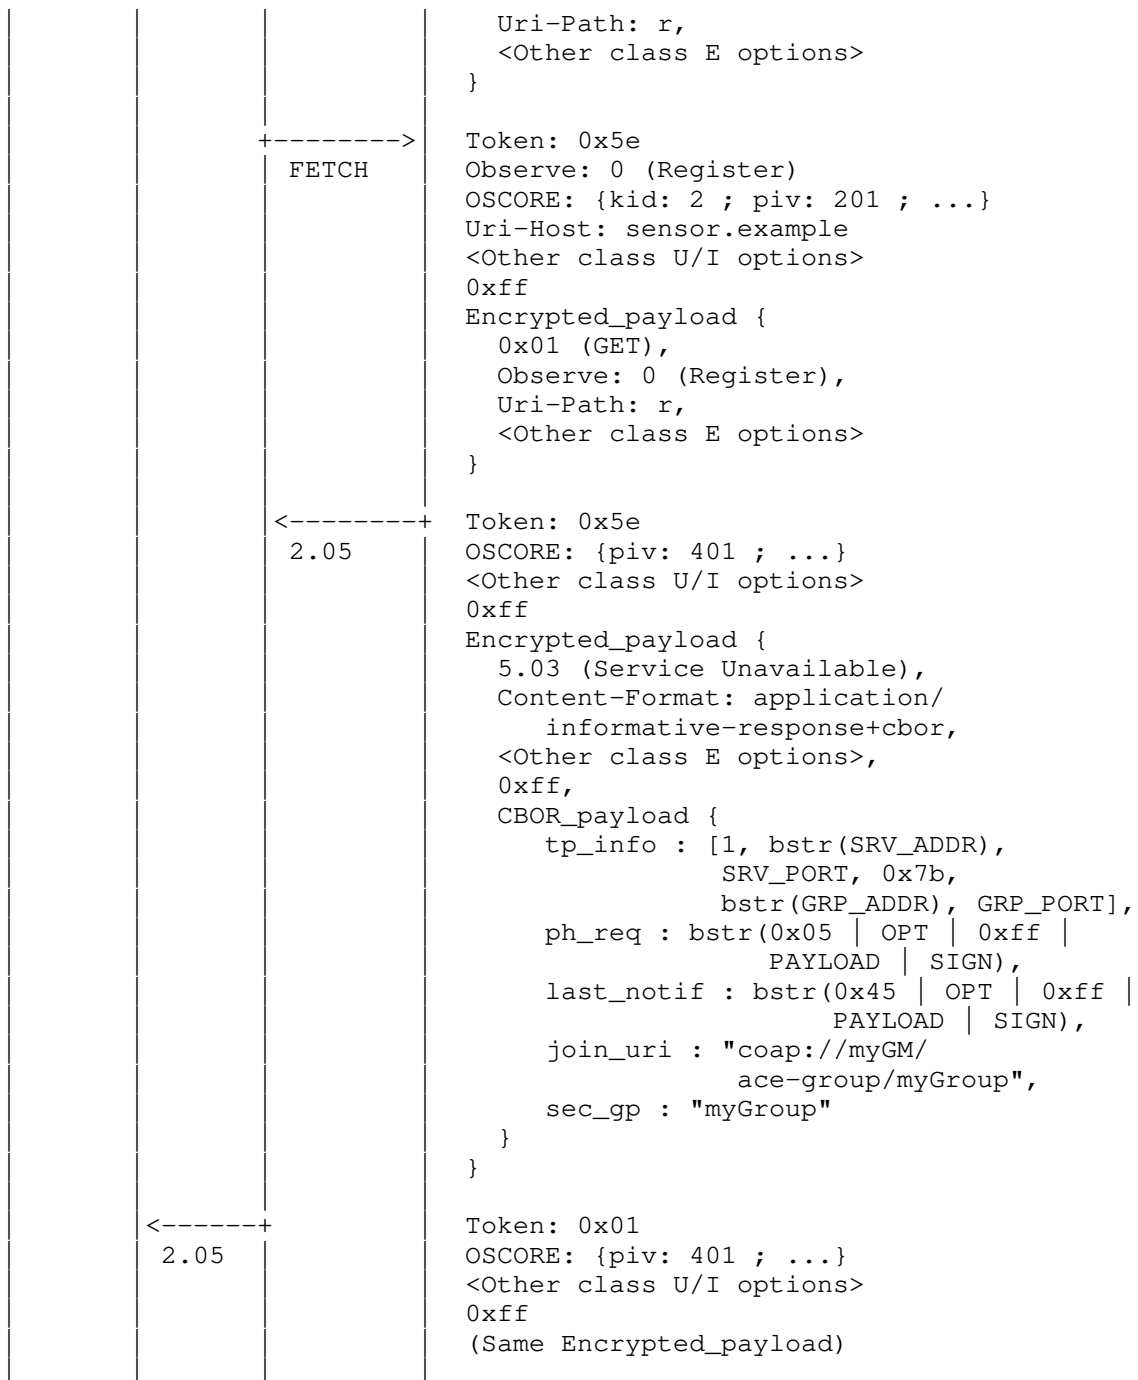 Uri-Path: r,
<Other class E options>
}
+--------> Token: 0x5e
FETCH Observe: 0 (Register)
OSCORE: {kid: 2 ; piv: 201 ; ...}
Uri-Host: sensor.example
<Other class U/I options>
0xff
Encrypted_payload {
0x01 (GET),
Observe: 0 (Register),
Uri-Path: r,
<Other class E options>
}
<--------+ Token: 0x5e
2.05 OSCORE: {piv: 401 ; ...}
<Other class U/I options>
0xff
Encrypted_payload {
5.03 (Service Unavailable),
Content-Format: application/
informative-response+cbor,
<Other class E options>,
0xff,
CBOR_payload {
tp_info : [1, bstr(SRV_ADDR),
SRV_PORT, 0x7b,
bstr(GRP_ADDR), GRP_PORT],
ph_req : bstr(0x05 | OPT | 0xff |
PAYLOAD | SIGN),
last_notif : bstr(0x45 | OPT | 0xff |
PAYLOAD | SIGN),
join_uri : "coap://myGM/
ace-group/myGroup",
sec_gp : "myGroup"
}
}
<------+ Token: 0x01
2.05 OSCORE: {piv: 401 ; ...}
<Other class U/I options>
0xff
(Same Encrypted_payload)